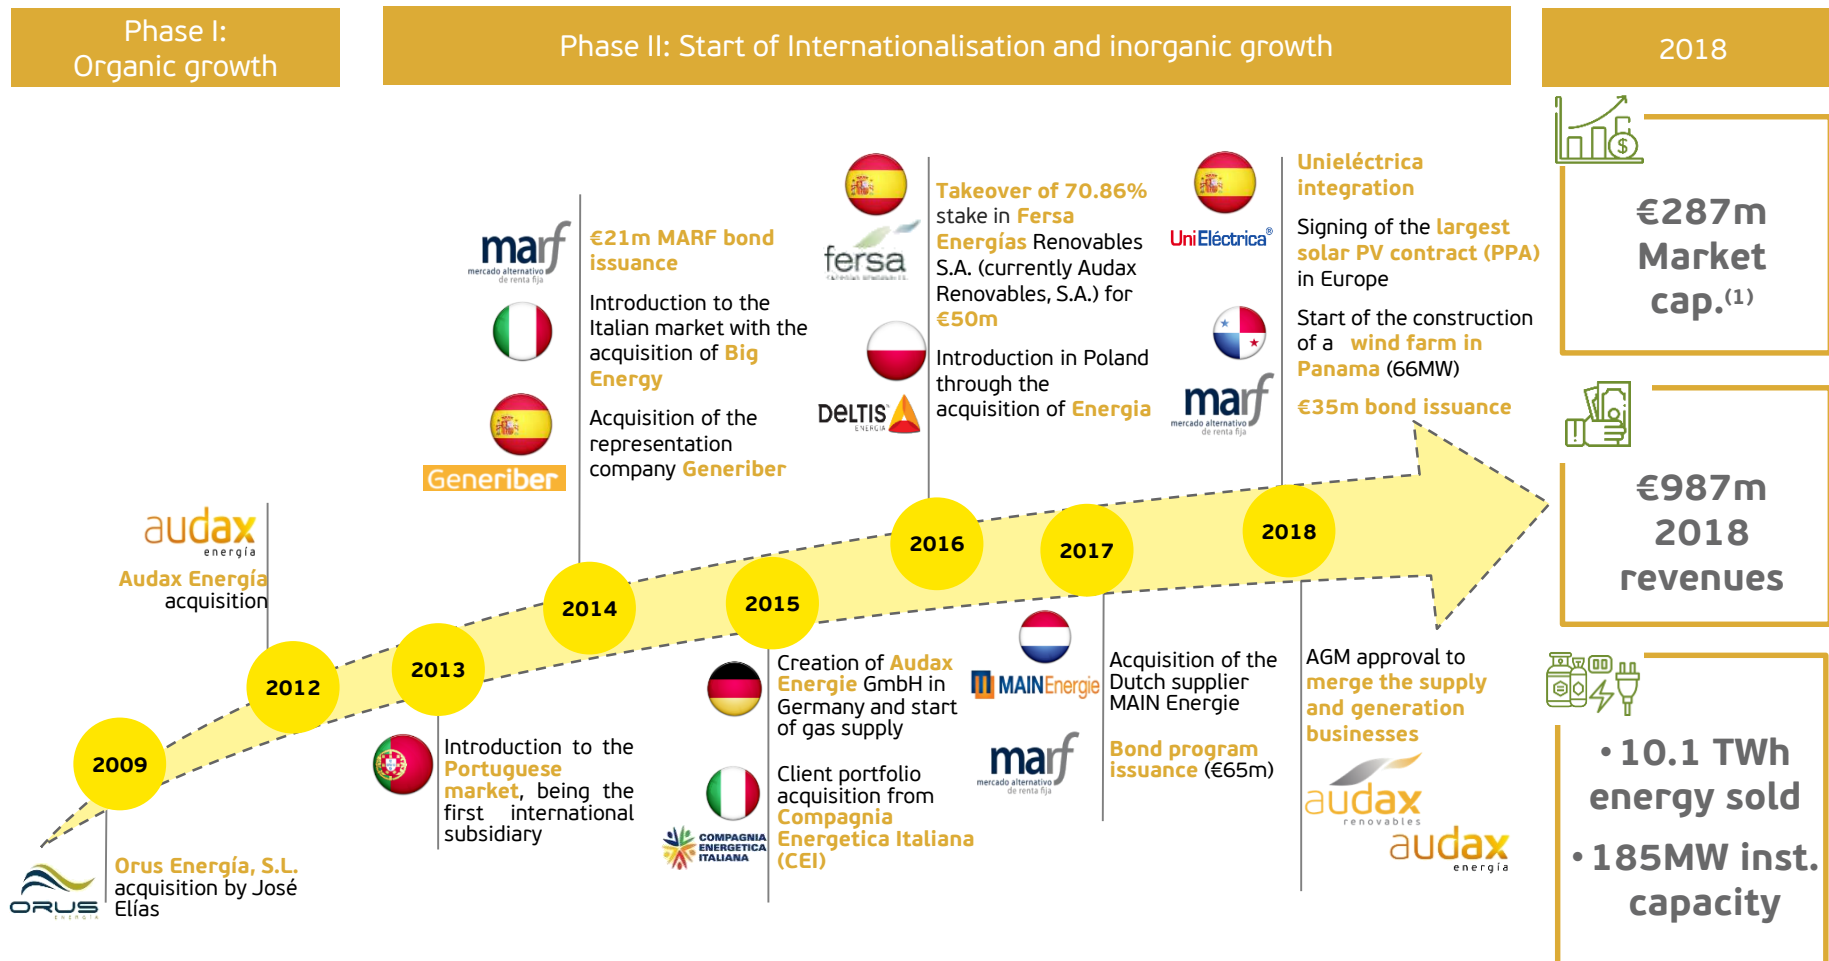 Phase I:
Organic growth
Phase II: Start of Internationalisation and inorganic growth
2018
audax
energía
Audax Energía
acquisition
marf
mercado alternativo
de renta fija
€21m MARF bond
issuance
Introduction to the
Italian market with the
acquisition of Big
Energy
Generiber
Acquisition of the
representation
company Generiber
fersa
Takeover of 70.86%
stake in Fersa
Energías Renovables
S.A. (currently Audax
Renovables, S.A.) for
€50m
DELTIS
ENERGIA
Introduction in Poland
through the
acquisition of Energia
UniEléctrica®
Unieléctrica
integration
Signing of the largest
solar PV contract (PPA)
in Europe
Start of the construction
of a wind farm in
Panama (66MW)
marf
mercado alternativo
de renta fija
€35m bond issuance
2009
2012
2013
2014
2015
2016
2017
2018
ORUS
ENERGÍA
Orus Energía, S.L.
acquisition by José
Elías
Introduction to the
Portuguese
market, being the
first international
subsidiary
Creation of Audax
Energie GmbH in
Germany and start
of gas supply
COMPAGNIA
ENERGETICA
ITALIANA
Client portfolio
acquisition from
Compagnia
Energetica Italiana
(CEI)
MAINEnergie
Acquisition of the
Dutch supplier
MAIN Energie
marf
mercado alternativo
de renta fija
Bond program
issuance (€65m)
AGM approval to
merge the supply
and generation
businesses
audax
renovables
audax
energía
€287m
Market
cap.(1)
€987m
2018
revenues
• 10.1 TWh
energy sold
• 185MW inst.
capacity